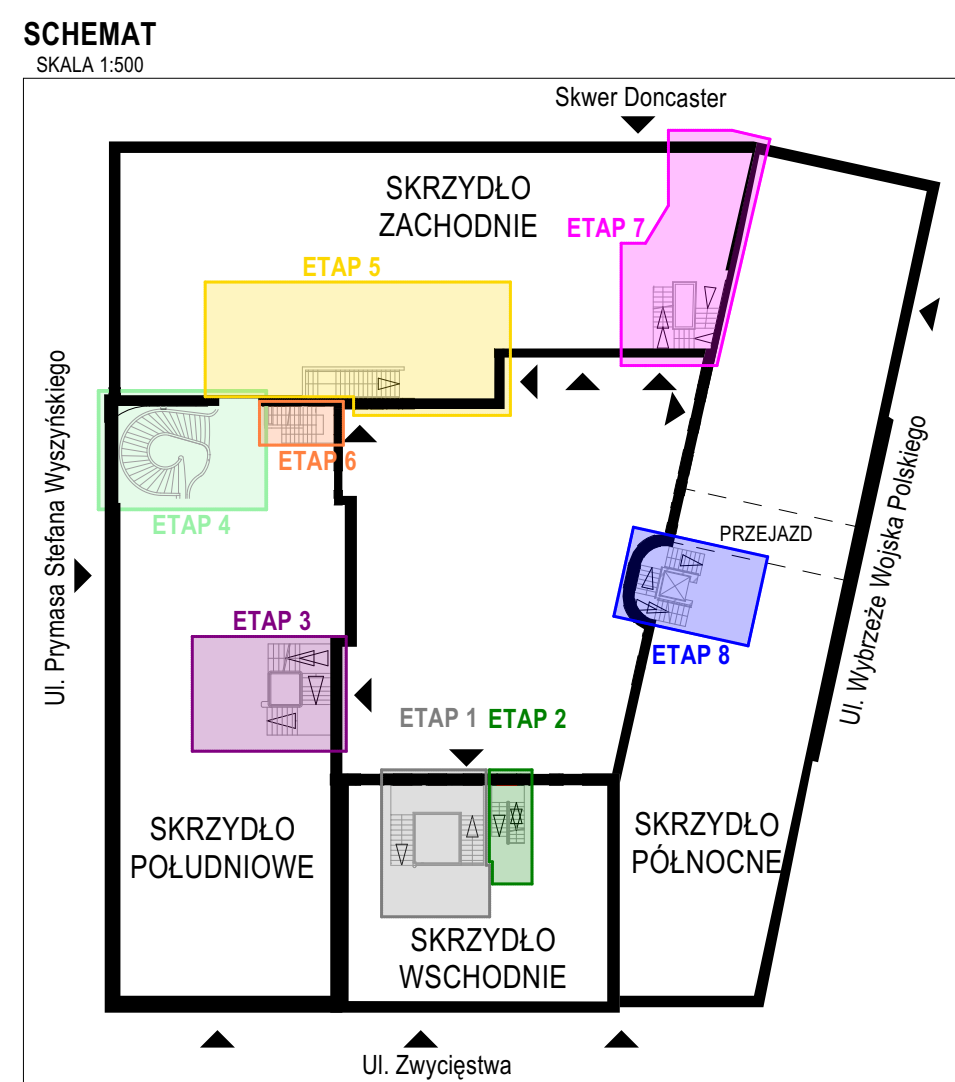 SCHEMAT
SKALA 1:500
Skwer Doncaster
SKRZYDŁO
ZACHODNIE
ETAP 7
ETAP 5
Ul. Prymasa Stefana Wyszyńskiego
ETAP 6
ETAP 4
Ul. Wybrzeże Wojska Polskiego
PRZEJAZD
ETAP 3
ETAP 8
ETAP 1
ETAP 2
SKRZYDŁO
POŁUDNIOWE
SKRZYDŁO
PÓŁNOCNE
SKRZYDŁO
WSCHODNIE
Ul. Zwycięstwa